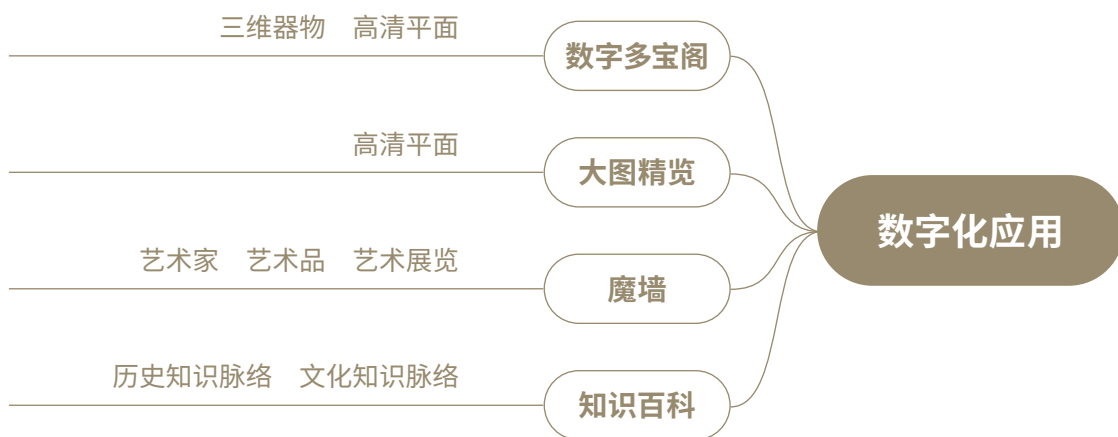 三维器物 高清平面
数字多宝阁
高清平面
大图精览
数字化应用
艺术家 艺术品 艺术展览
魔墙
历史知识脉络 文化知识脉络
知识百科